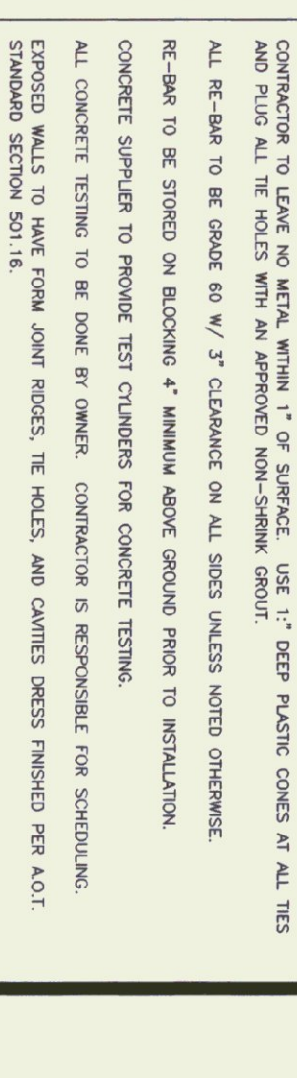 CONTRACTOR TO LEAVE NO METAL WITHIN 1" OF SURFACE. USE 1:" DEEP PLASTIC CONES AT ALL TIES
AND PLUG ALL TIE HOLES WITH AN APPROVED NON-SHRINK GROUT.
ALL RE-BAR TO BE GRADE 60 W/ 3" CLEARANCE ON ALL SIDES UNLESS NOTED OTHERWISE.
RE-BAR TO BE STORED ON BLOCKING 4" MINIMUM ABOVE GROUND PRIOR TO INSTALLATION.
CONCRETE SUPPLIER TO PROVIDE TEST CYLINDERS FOR CONCRETE TESTING.
ALL CONCRETE TESTING TO BE DONE BY OWNER. CONTRACTOR IS RESPONSIBLE FOR SCHEDULING.
EXPOSED WALLS TO HAVE FORM JOINT RIDGES, TIE HOLES, AND CAVITIES DRESS FINISHED PER A.O.T.
STANDARD SECTION 501.16.